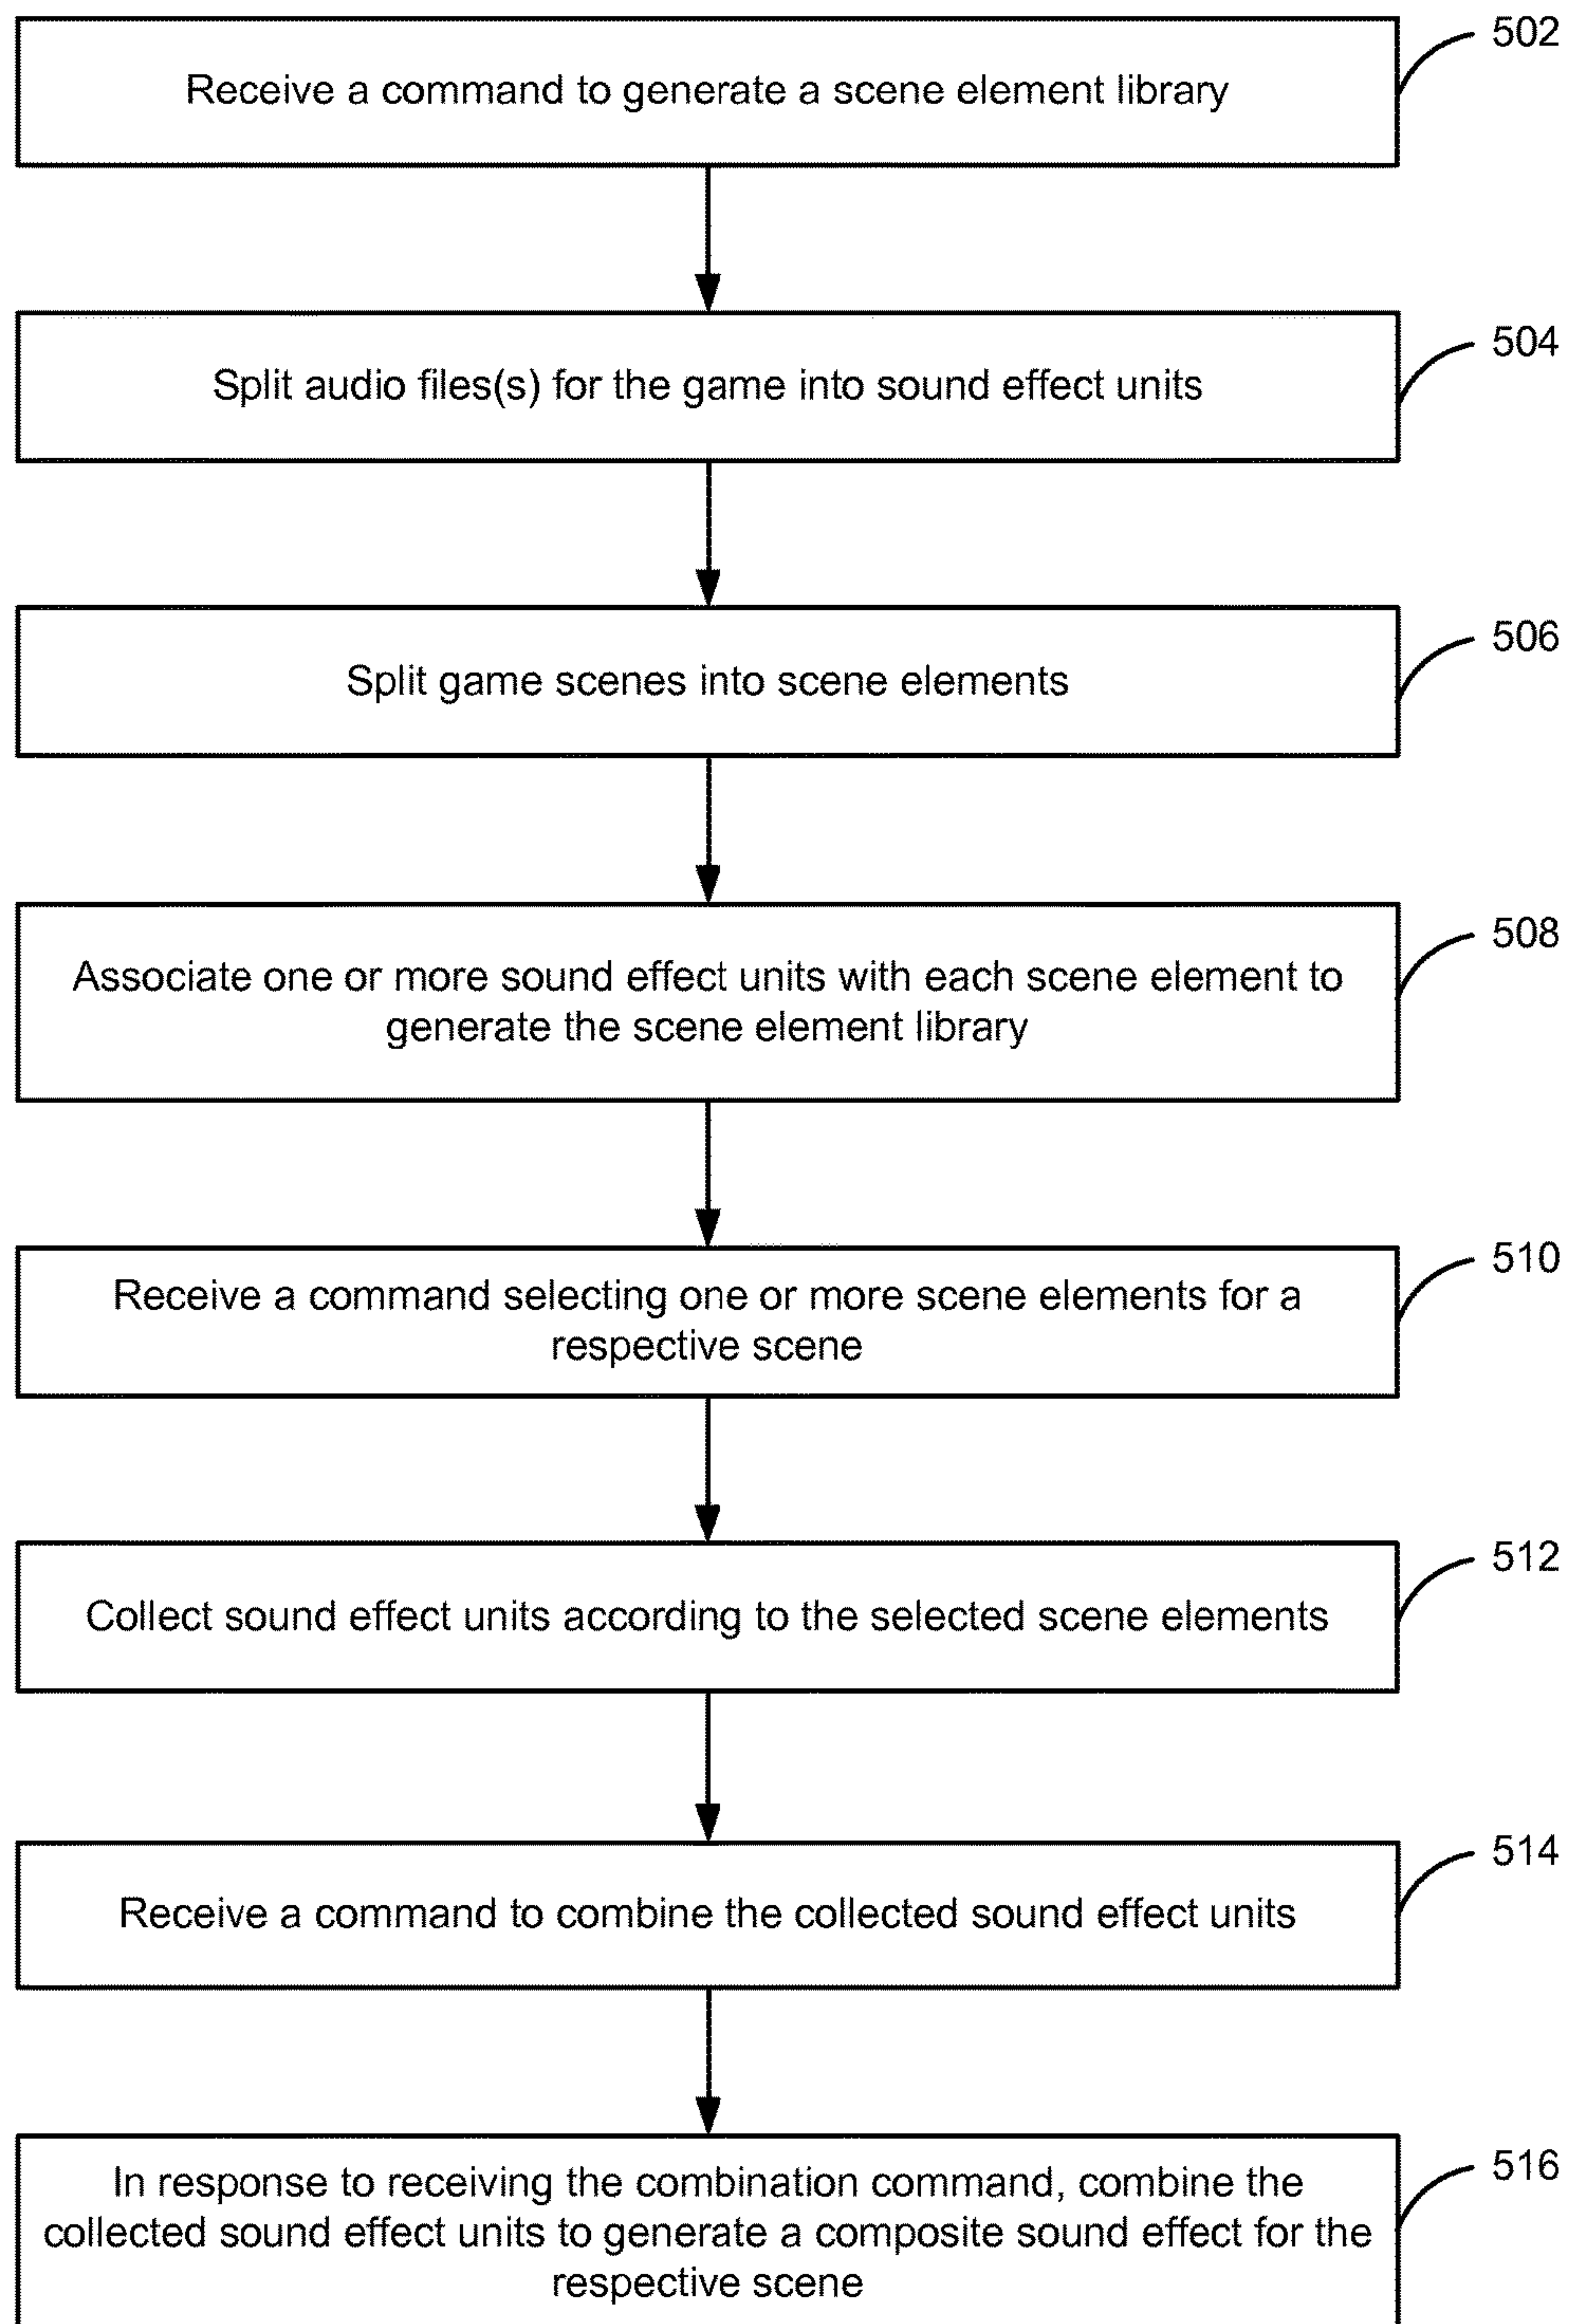 502
Receive a command to generate a scene element library
504
Split audio files(s) for the game into sound effect units
506
Split game scenes into scene elements
508
Associate one or more sound effect units with each scene element to
generate the scene element library
510
Receive a command selecting one or more scene elements for a
respective scene
512
Collect sound effect units according to the selected scene elements
514
Receive a command to combine the collected sound effect units
516
In response to receiving the combination command, combine the
collected sound effect units to generate a composite sound effect for the
respective scene